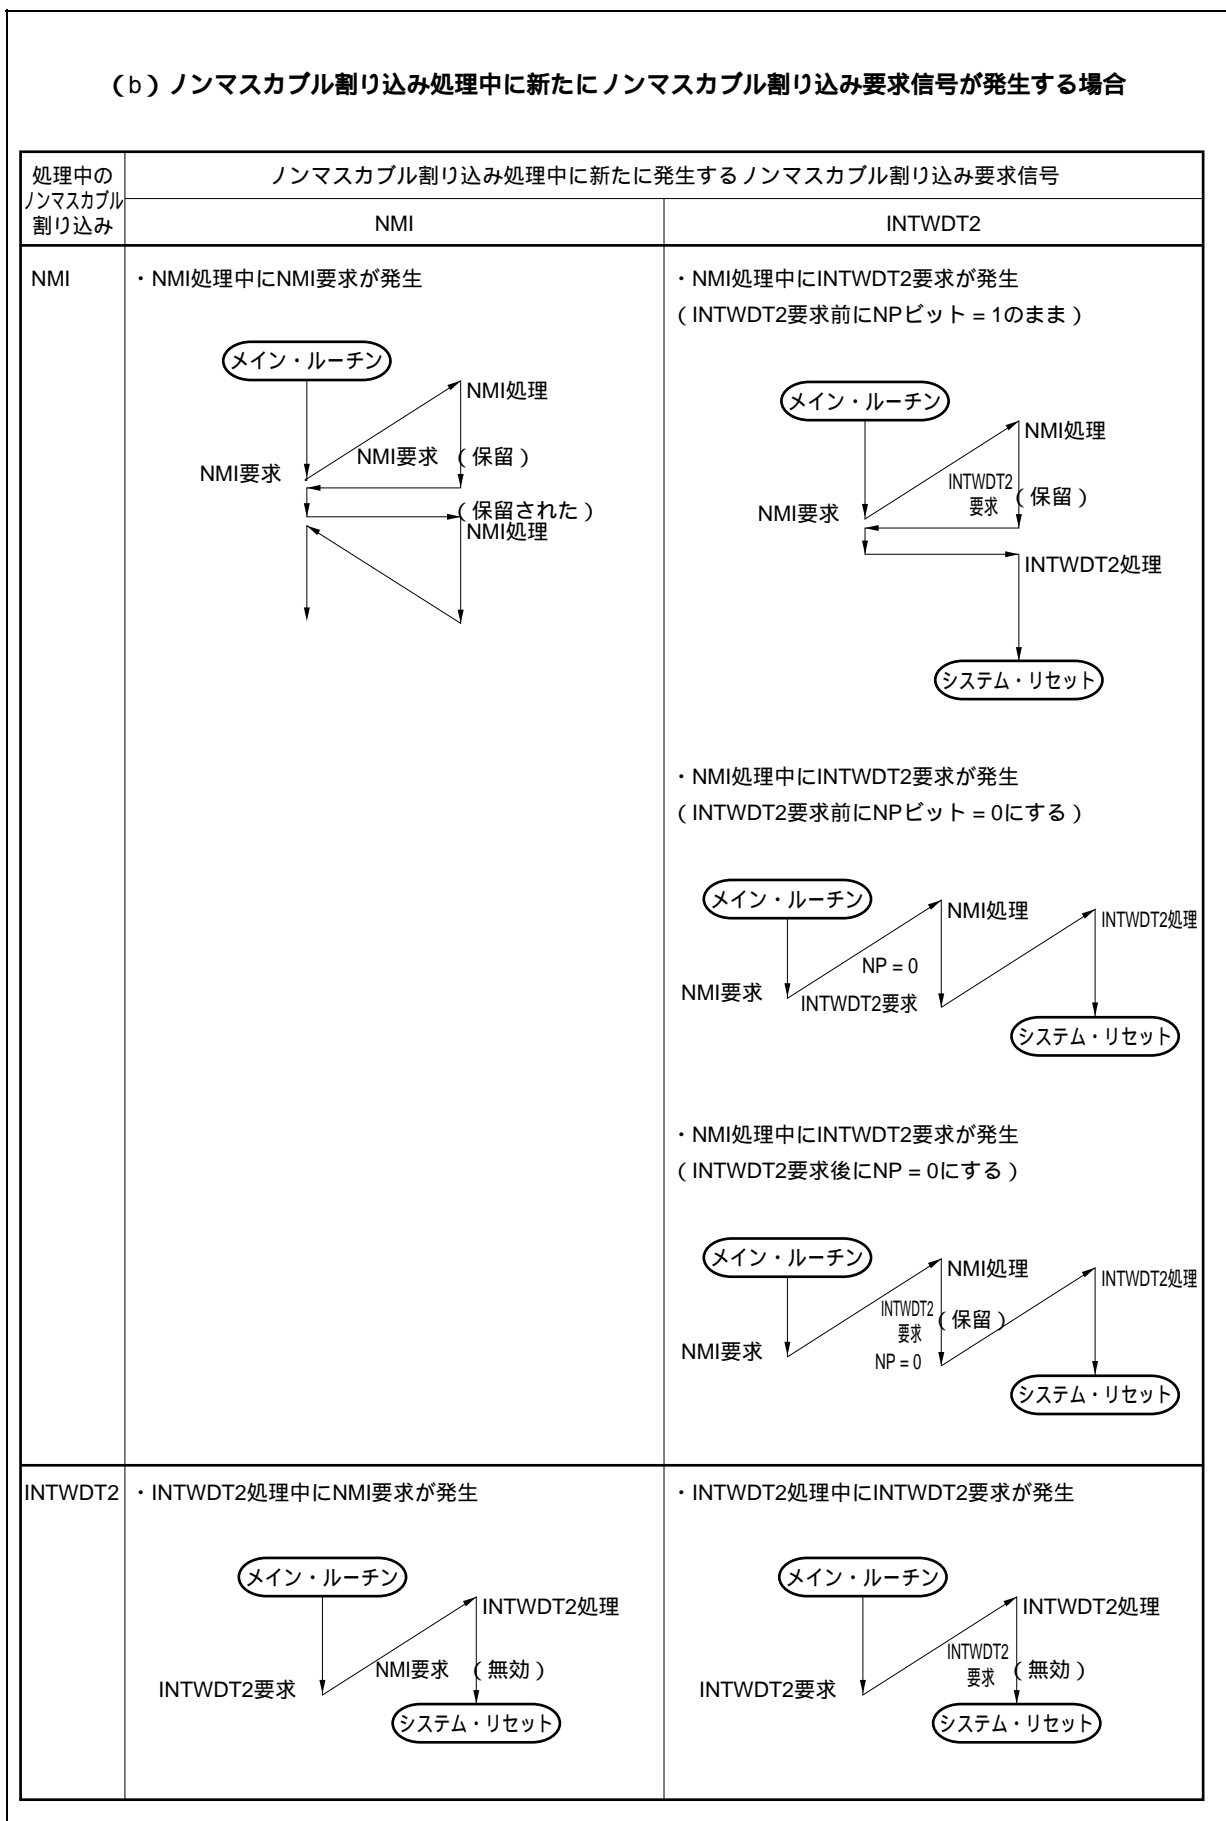 （b）ノンマスカブル割り込み処理中に新たにノンマスカブル割り込み要求信号が発生する場合
処理中の
ノンマスカブル
割り込み
ノンマスカブル割り込み処理中に新たに発生するノンマスカブル割り込み要求信号
NMI
INTWDT2
NMI
・NMI処理中にNMI要求が発生
メイン・ルーチン
NMI処理
NMI要求
NMI要求
（保留）
（保留された）
NMI処理
・NMI処理中にINTWDT2要求が発生
（INTWDT2要求前にNPビット = 1のまま）
メイン・ルーチン
NMI処理
INTWDT2
要求
（保留）
NMI要求
INTWDT2処理
システム・リセット
・NMI処理中にINTWDT2要求が発生
（INTWDT2要求前にNPビット = 0にする）
メイン・ルーチン
NMI処理
INTWDT2処理
NP = 0
NMI要求
INTWDT2要求
システム・リセット
・NMI処理中にINTWDT2要求が発生
（INTWDT2要求後にNP = 0にする）
メイン・ルーチン
NMI処理
INTWDT2処理
INTWDT2
要求
（保留）
NMI要求
NP = 0
システム・リセット
INTWDT2
・INTWDT2処理中にNMI要求が発生
メイン・ルーチン
INTWDT2処理
NMI要求
（無効）
INTWDT2要求
システム・リセット
・INTWDT2処理中にINTWDT2要求が発生
メイン・ルーチン
INTWDT2処理
INTWDT2
要求
（無効）
INTWDT2要求
システム・リセット